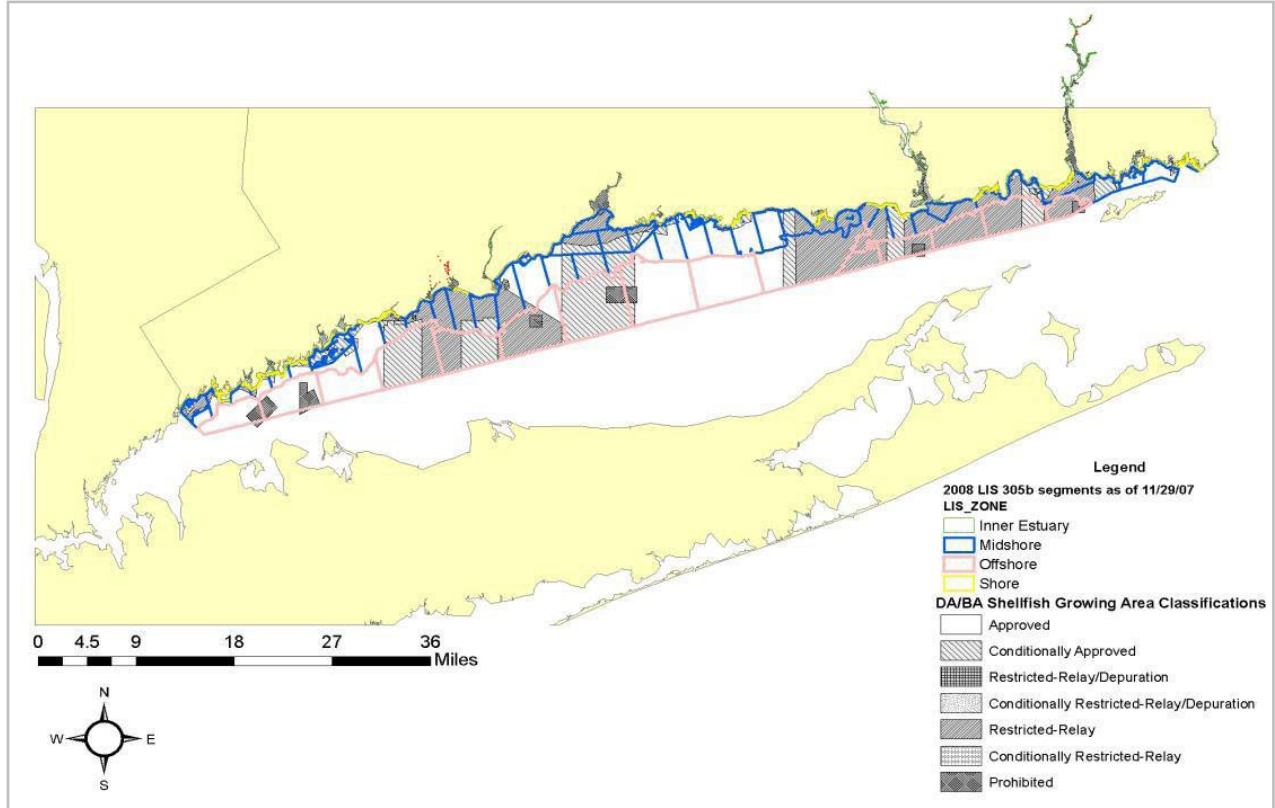 Legend
2008 LIS 305b segments as of 11/29/07
LIS_ZONE
Inner Estuary
Midshore
Offshore
Shore
DA/BA Shellfish Growing Area Classifications
Approved
Conditionally Approved
Restricted-Relay/Depuration
Conditionally Restricted-Relay/Depuration
Restricted-Relay
Conditionally Restricted-Relay
Prohibited
0 4.5 9 18 27 36
Miles
N
W E
S